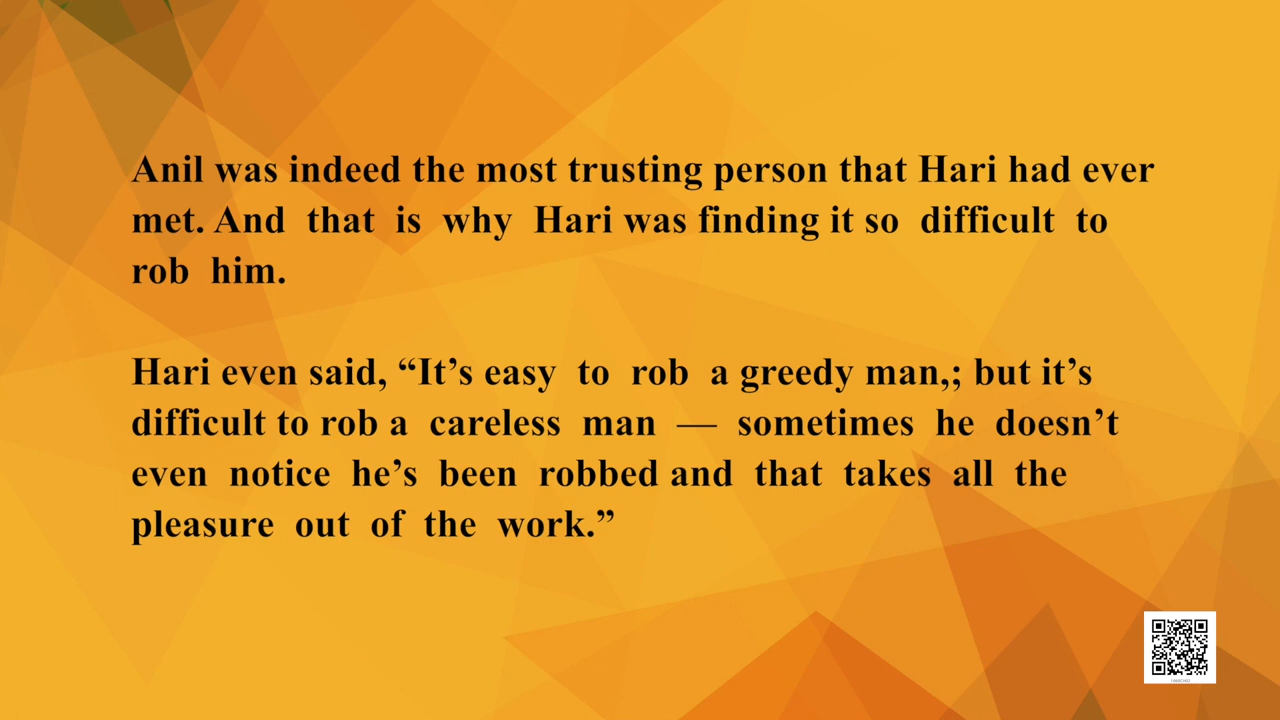 Anil was indeed the most trusting person that Hari had ever
met. And that is why Hari was finding it so difficult to
rob him.
Hari even said, “It’s easy to rob a greedy man,; but it’s
difficult to rob a careless man — sometimes he doesn’t
even notice he’s been robbed and that takes all the
pleasure out of the work.”